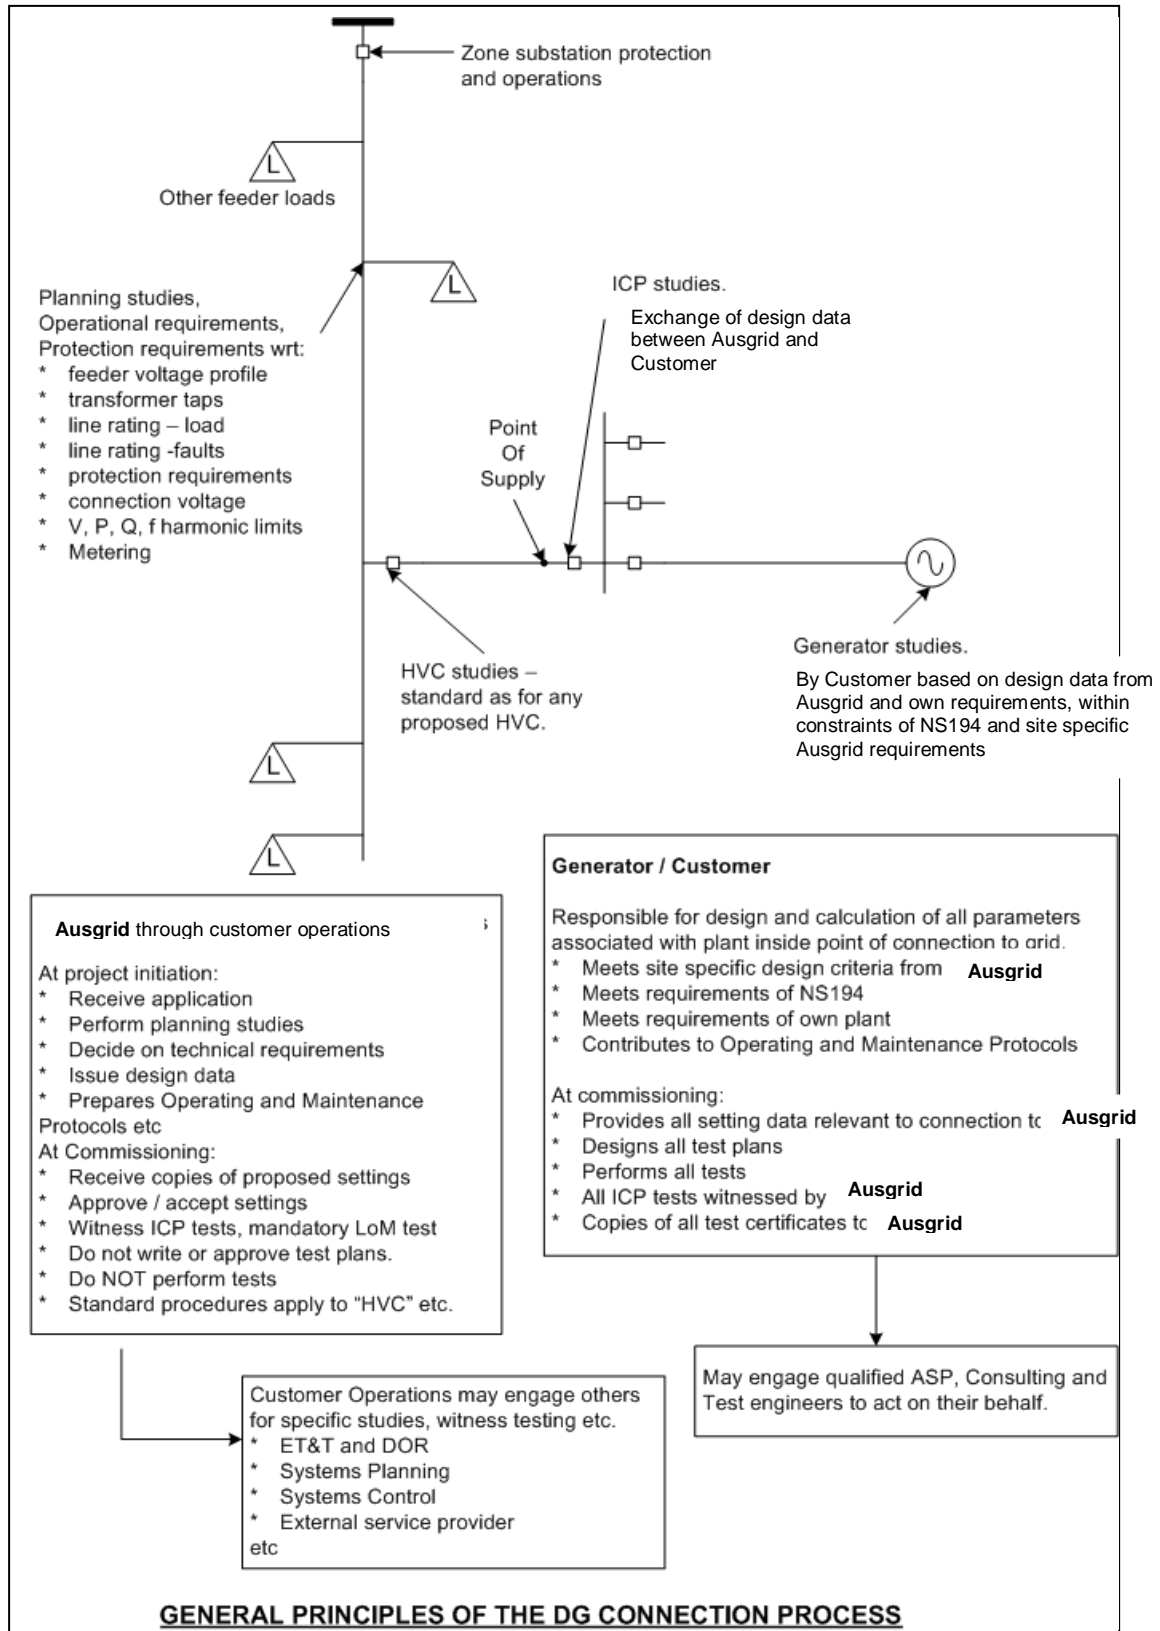 Zone substation protection
and operations
L
Other feeder loads
L
Planning studies,
Operational requirements,
Protection requirements wrt:
* feeder voltage profile
* transformer taps
* line rating – load
* line rating -faults
* protection requirements
* connection voltage
* V, P, Q, f harmonic limits
* Metering
ICP studies.
Exchange of design data
between Ausgrid and
Customer
Point
Of
Supply
HVC studies –
standard as for any
proposed HVC.
Generator studies.
By Customer based on design data from
Ausgrid and own requirements, within
constraints of NS194 and site specific
Ausgrid requirements
L
L
Ausgrid through customer operations
At project initiation:
* Receive application
* Perform planning studies
* Decide on technical requirements
* Issue design data
* Prepares Operating and Maintenance
Protocols etc
At Commissioning:
* Receive copies of proposed settings
* Approve / accept settings
* Witness ICP tests, mandatory LoM test
* Do not write or approve test plans.
* Do NOT perform tests
* Standard procedures apply to “HVC” etc.
Generator / Customer
Responsible for design and calculation of all parameters
associated with plant inside point of connection to grid.
* Meets site specific design criteria from Ausgrid
* Meets requirements of NS194
* Meets requirements of own plant
* Contributes to Operating and Maintenance Protocols
At commissioning:
* Provides all setting data relevant to connection to Ausgrid
* Designs all test plans
* Performs all tests
* All ICP tests witnessed by Ausgrid
* Copies of all test certificates to Ausgrid
May engage qualified ASP, Consulting and
Test engineers to act on their behalf.
Customer Operations may engage others
for specific studies, witness testing etc.
* ET&T and DOR
* Systems Planning
* Systems Control
* External service provider
etc
GENERAL PRINCIPLES OF THE DG CONNECTION PROCESS